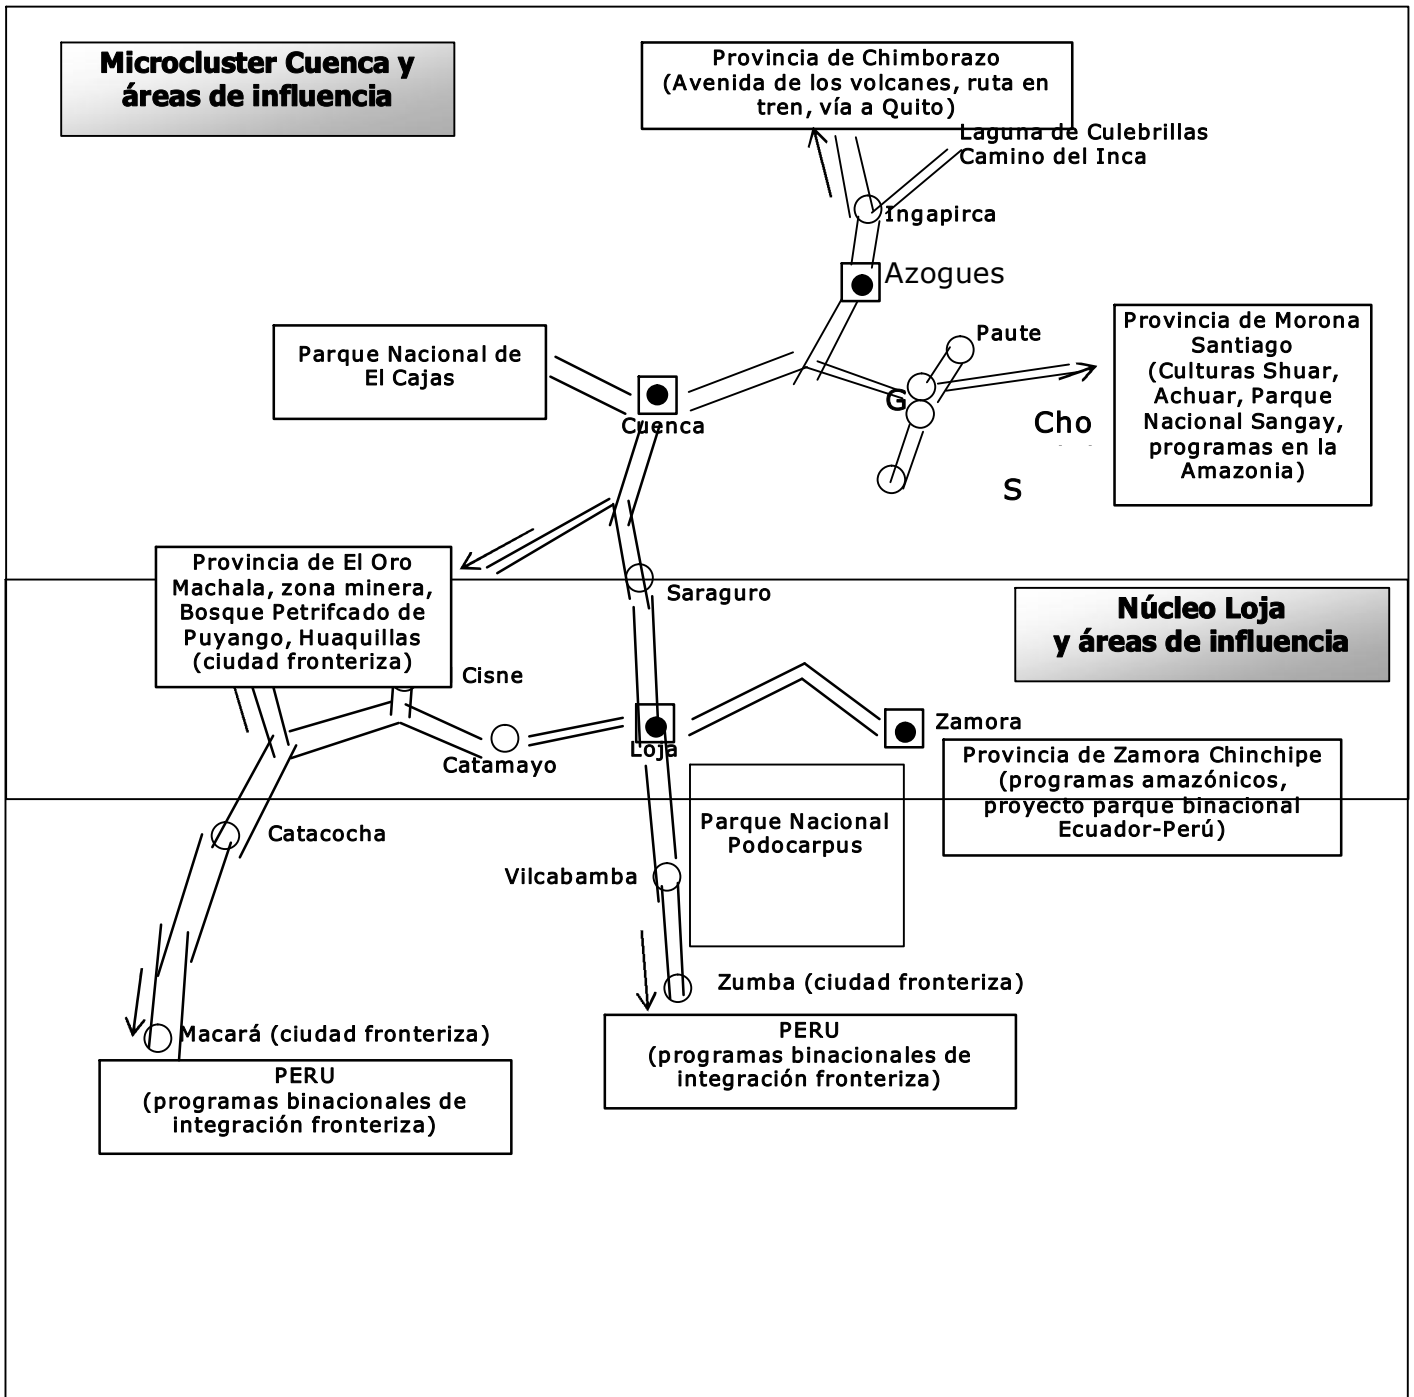 Microcluster Cuenca y
áreas de influencia
Provincia de Chimborazo
(Avenida de los volcanes, ruta en
tren, vía a Quito)
Laguna de Culebrillas
Camino del Inca
Ingapirca
Azogues
Paute
Provincia de Morona
Santiago
(Culturas Shuar,
Achuar, Parque
Nacional Sangay,
programas en la
Amazonia)
Parque Nacional de
El Cajas
G
Cho
Cuenca
S
Provincia de El Oro
Machala, zona minera,
Bosque Petrifcado de
Puyango, Huaquillas
(ciudad fronteriza)
Saraguro
Núcleo Loja
y áreas de influencia
Cisne
Zamora
Loja
Catamayo
Provincia de Zamora Chinchipe
(programas amazónicos,
proyecto parque binacional
Ecuador-Perú)
Parque Nacional
Podocarpus
Catacocha
Vilcabamba
Zumba (ciudad fronteriza)
PERU
(programas binacionales de
integración fronteriza)
Macará (ciudad fronteriza)
PERU
(programas binacionales de
integración fronteriza)